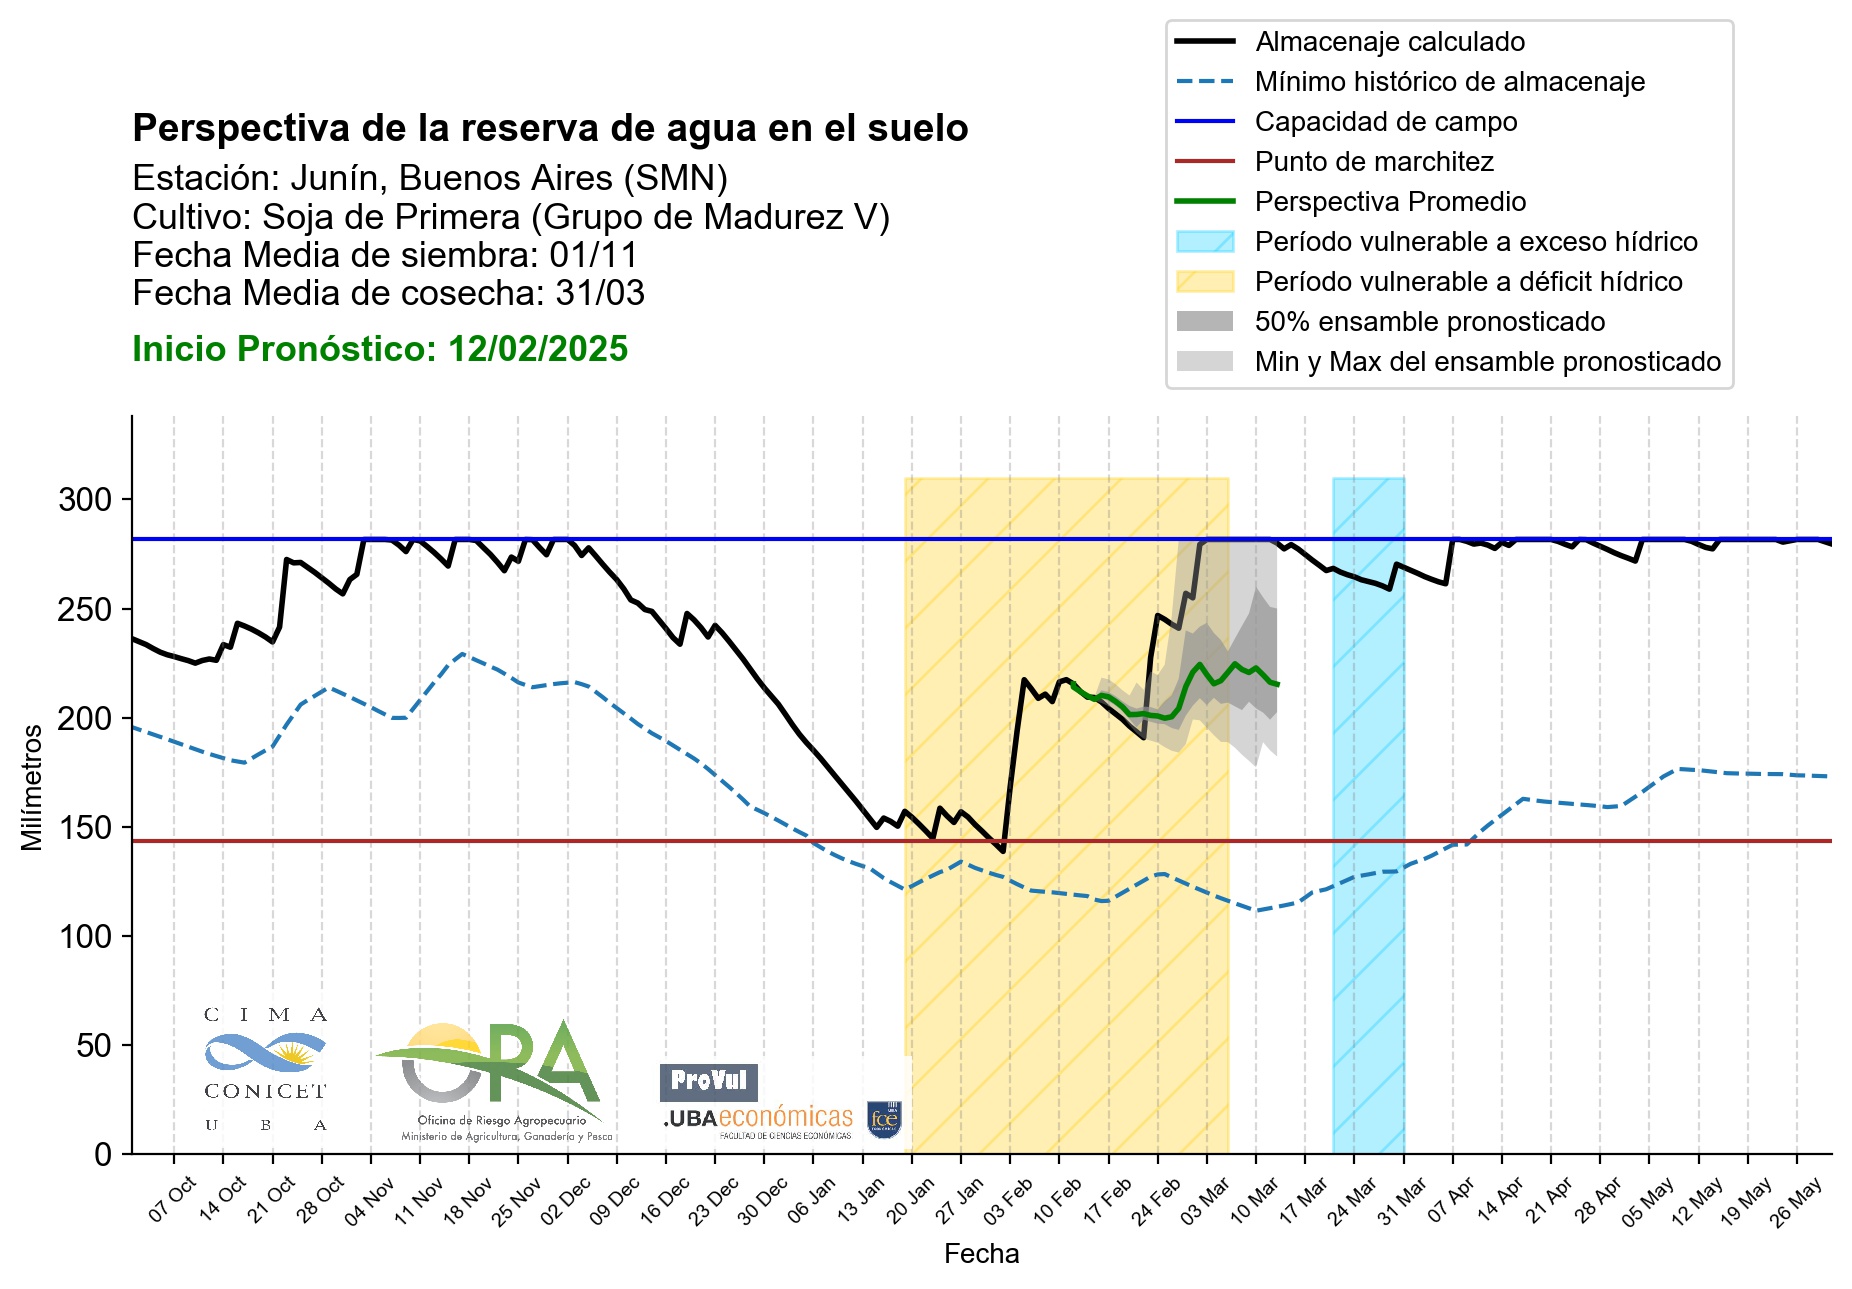 Almacenaje calculado
Mínimo histórico de almacenaje
Capacidad de campo
Punto de marchitez
Perspectiva Promedio
Período vulnerable a exceso hídrico
Período vulnerable a déficit hídrico
50% ensamble pronosticado
Min y Max del ensamble pronosticado
Perspectiva de la reserva de agua en el suelo
Estación: Junín, Buenos Aires (SMN)
Cultivo: Soja de Primera (Grupo de Madurez V)
Fecha Media de siembra: 01/11
Fecha Media de cosecha: 31/03
Inicio Pronóstico: 12/02/2025
Milímetros
300
250
200
150
100
50
0
CIMA
CONICET
UBA
ORA
Oficina de Riesgo Agropecuario
Ministerio de Agricultura, Ganadería y Pesca
ProVul
.UBAeconómicas
FACULTAD DE CIENCIAS ECONÓMICAS
fce
07 Oct 14 Oct 21 Oct 28 Oct 04 Nov 11 Nov 18 Nov 25 Nov 02 Dec 09 Dec 16 Dec 23 Dec 30 Dec 06 Jan 13 Jan 20 Jan 27 Jan 03 Feb 10 Feb 17 Feb 24 Feb 03 Mar 10 Mar 17 Mar 24 Mar 31 Mar 07 Apr 14 Apr 21 Apr 28 Apr 05 May 12 May 19 May 26 May
Fecha